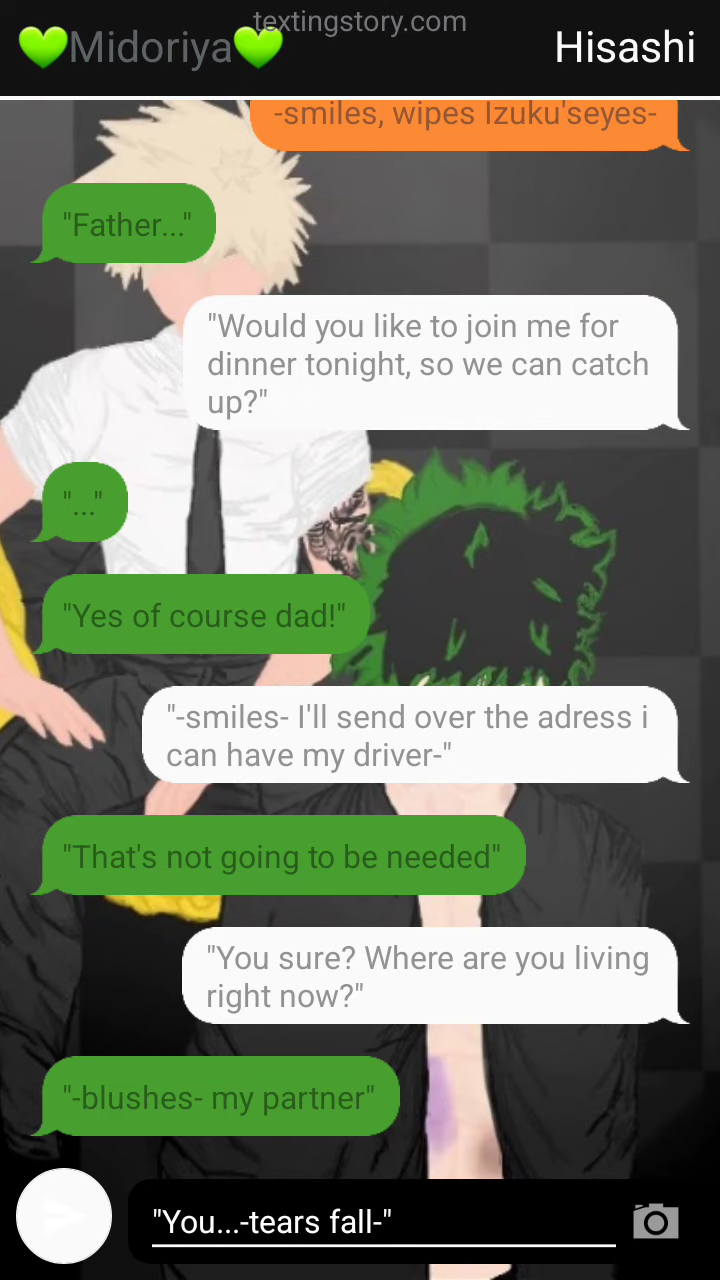 textingstory.com
💚Midoriya💚 Hisashi
-smiles, wipes Izuku'seyes-
"Father..."
"Would you like to join me for
dinner tonight, so we can catch
up?"
"..."
"Yes of course dad!"
"-smiles- I'll send over the adress i
can have my driver-"
"That's not going to be needed"
"You sure? Where are you living
right now?"
"-blushes- my partner"
"You...-tears fall-"